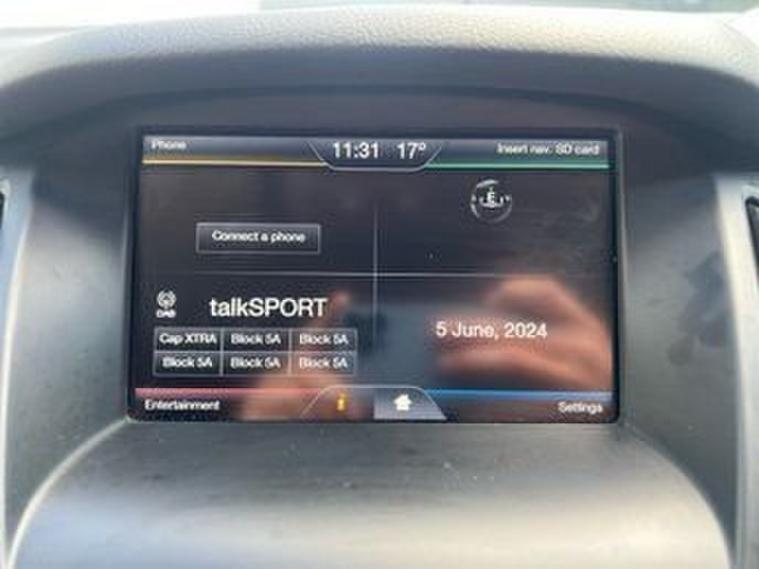 Phone
11:31 17°
Insert nav. SD card
E
Connect a phone
DAB
talkSPORT
Cap XTRA Block 5A Block 5A
Block 5A Block 5A Block 5A
5 June, 2024
Entertainment
i
Settings